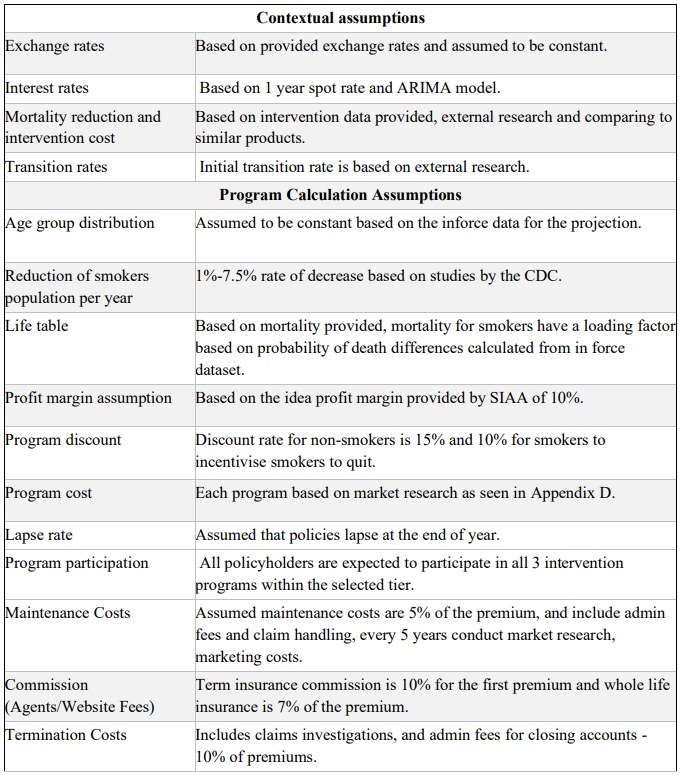 Contextual assumptions
Exchange rates
Based on provided exchange rates and assumed to be constant.
Interest rates
Based on 1 year spot rate and ARIMA model.
Mortality reduction and
intervention cost
Based on intervention data provided, external research and comparing to
similar products.
Transition rates
Initial transition rate is based on external research.
Program Calculation Assumptions
Age group distribution
Assumed to be constant based on the inforce data for the projection.
Reduction of smokers
population per year
1%-7.5% rate of decrease based on studies by the CDC.
Life table
Based on mortality provided, mortality for smokers have a loading factor
based on probability of death differences calculated from in force
dataset.
Profit margin assumption
Based on the idea profit margin provided by SIAA of 10%.
Program discount
Discount rate for non-smokers is 15% and 10% for smokers to
incentivise smokers to quit.
Program cost
Each program based on market research as seen in Appendix D.
Lapse rate
Assumed that policies lapse at the end of year.
Program participation
All policyholders are expected to participate in all 3 intervention
programs within the selected tier.
Maintenance Costs
Assumed maintenance costs are 5% of the premium, and include admin
fees and claim handling, every 5 years conduct market research,
marketing costs.
Commission
(Agents/Website Fees)
Term insurance commission is 10% for the first premium and whole life
insurance is 7% of the premium.
Termination Costs
Includes claims investigations, and admin fees for closing accounts -
10% of premiums.